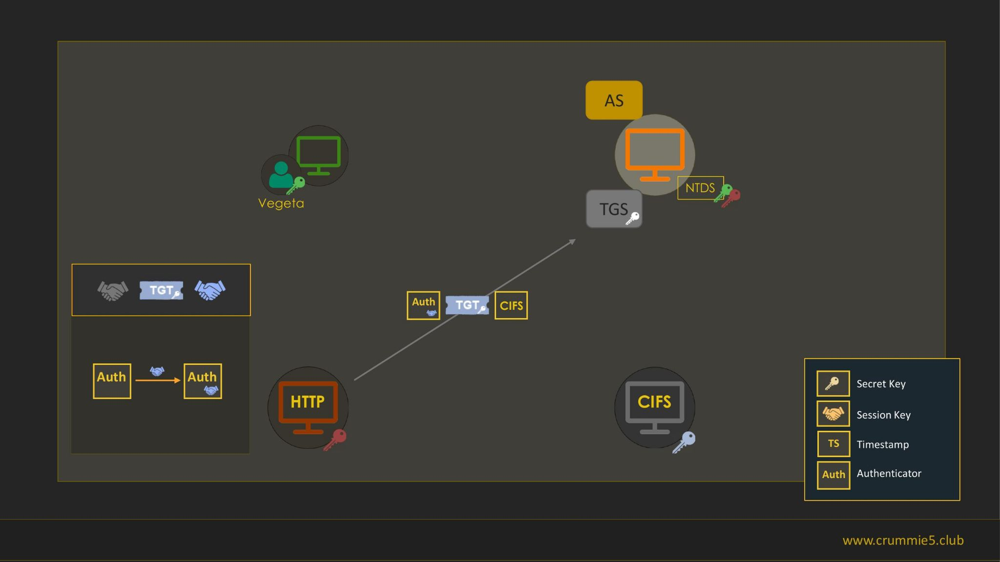 AS
NTDS
Vegeta
TGS
TGT
Auth
TGT
CIFS
Auth
Auth
HTTP
CIFS
Secret Key
Session Key
TS
Timestamp
Auth
Authenticator
www.crummie5.club